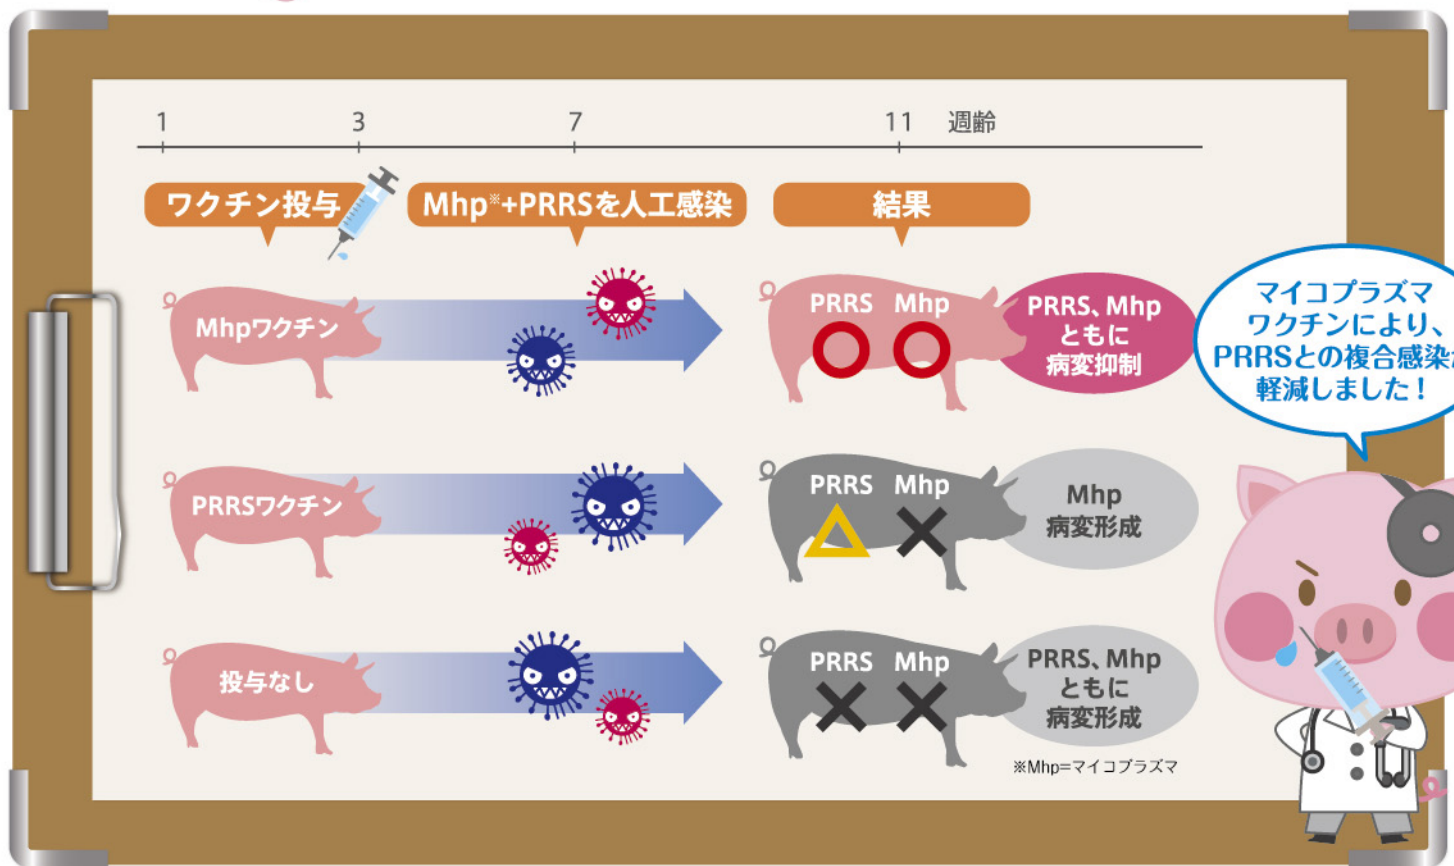 1 3 7 11 週齢
ワクチン投与 Mhp※+PRRSを人工感染 結果
Mhpワクチン
PRRS Mhp
PRRS、Mhp
ともに
病変抑制
マイコプラズマ
ワクチンにより、
PRRSとの複合感染が
軽減しました!
PRRSワクチン
PRRS Mhp
Mhp
病変形成
投与なし
PRRS Mhp
PRRS、Mhp
ともに
病変形成
※Mhp=マイコプラズマ